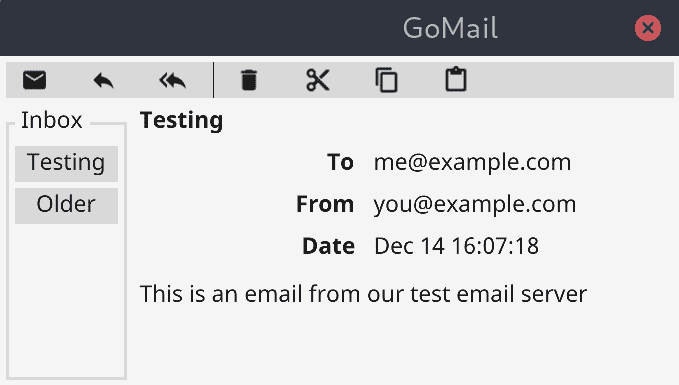 GoMail
Inbox
Testing
Older
Testing
To me@example.com
From you@example.com
Date Dec 14 16:07:18
This is an email from our test email server